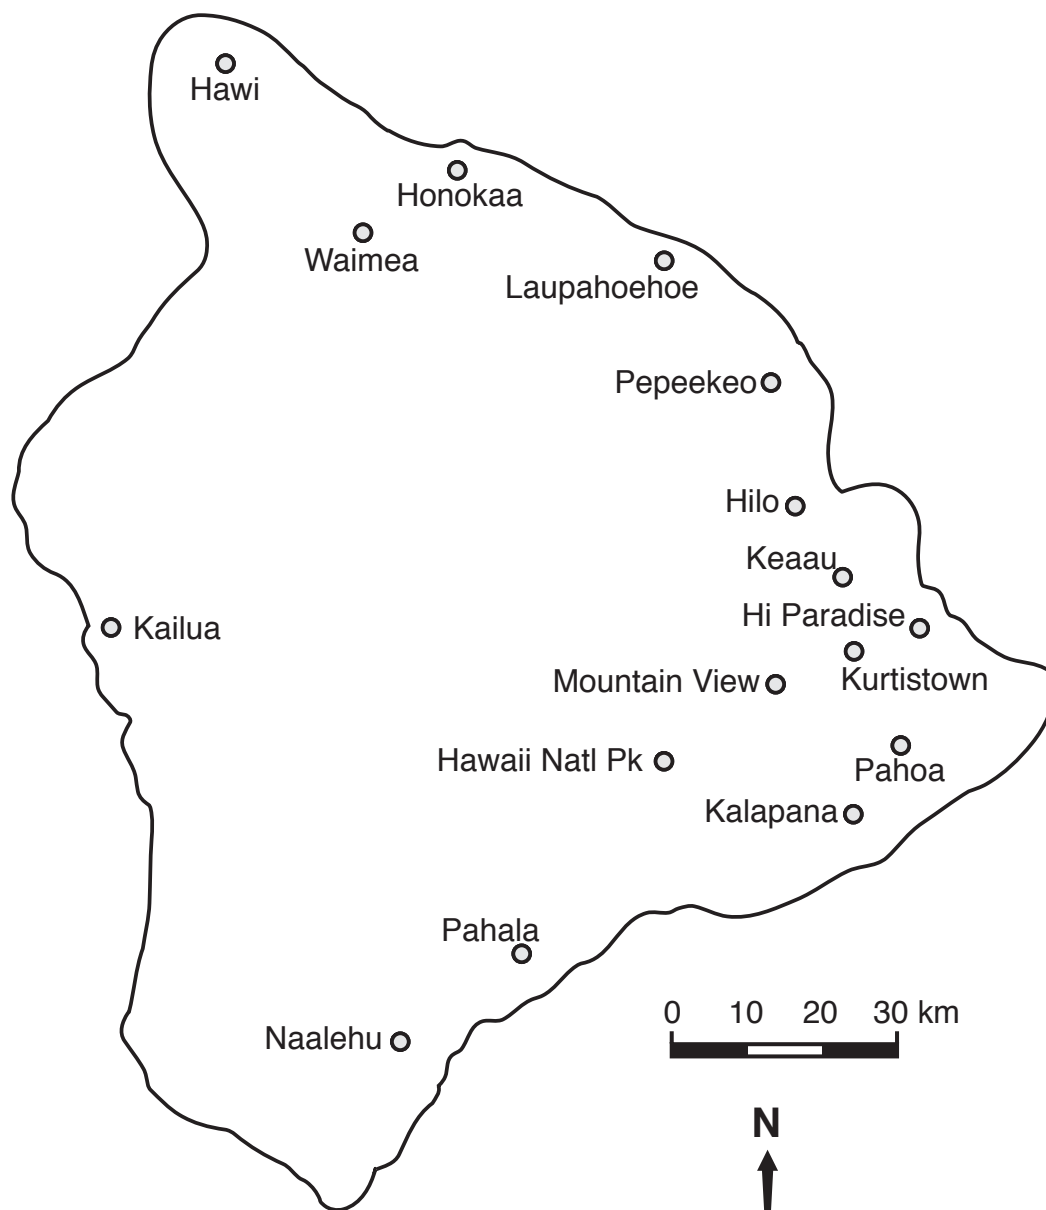 Hawi
Honokaa
Waimea
Laupahoehoe
Pepeekeo
Hilo
Keaau
Hi Paradise
Kailua
Kurtistown
Mountain View
Hawaii Natl Pk
Pahoa
Kalapana
Pahala
0 10 20 30 km
Naalehu
N